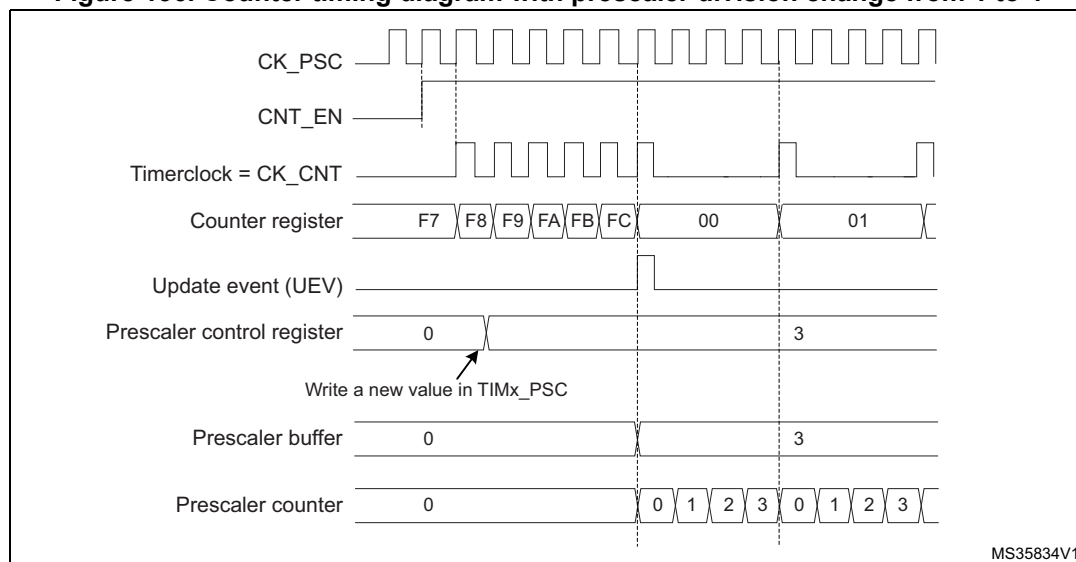 CK_PSC
CNT_EN
Timerclock = CK_CNT
Counter register F7 F8 F9 FA FB FC 00 01
Update event (UEV)
Prescaler control register 0 3
Write a new value in TIMx_PSC
Prescaler buffer 0 3
Prescaler counter 0 0 1 2 3 0 1 2 3
MS35834V1